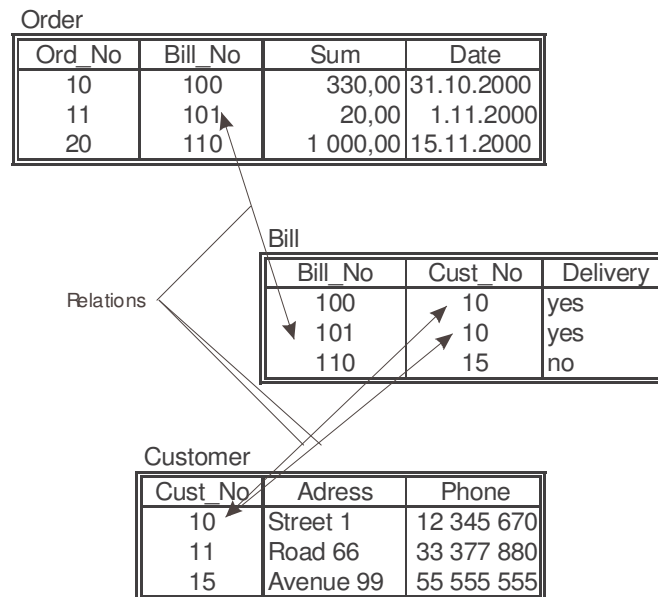 Order
Ord_No Bill_No Sum Date
10 100 330,00 31.10.2000
11 101 20,00 1.11.2000
20 110 1 000,00 15.11.2000
Bill
Bill_No Cust_No Delivery
100 10 yes
Relations
101 10 yes
110 15 no
Customer
Cust_No Adress Phone
10 Street 1 12 345 670
11 Road 66 33 377 880
15 Avenue 99 55 555 555